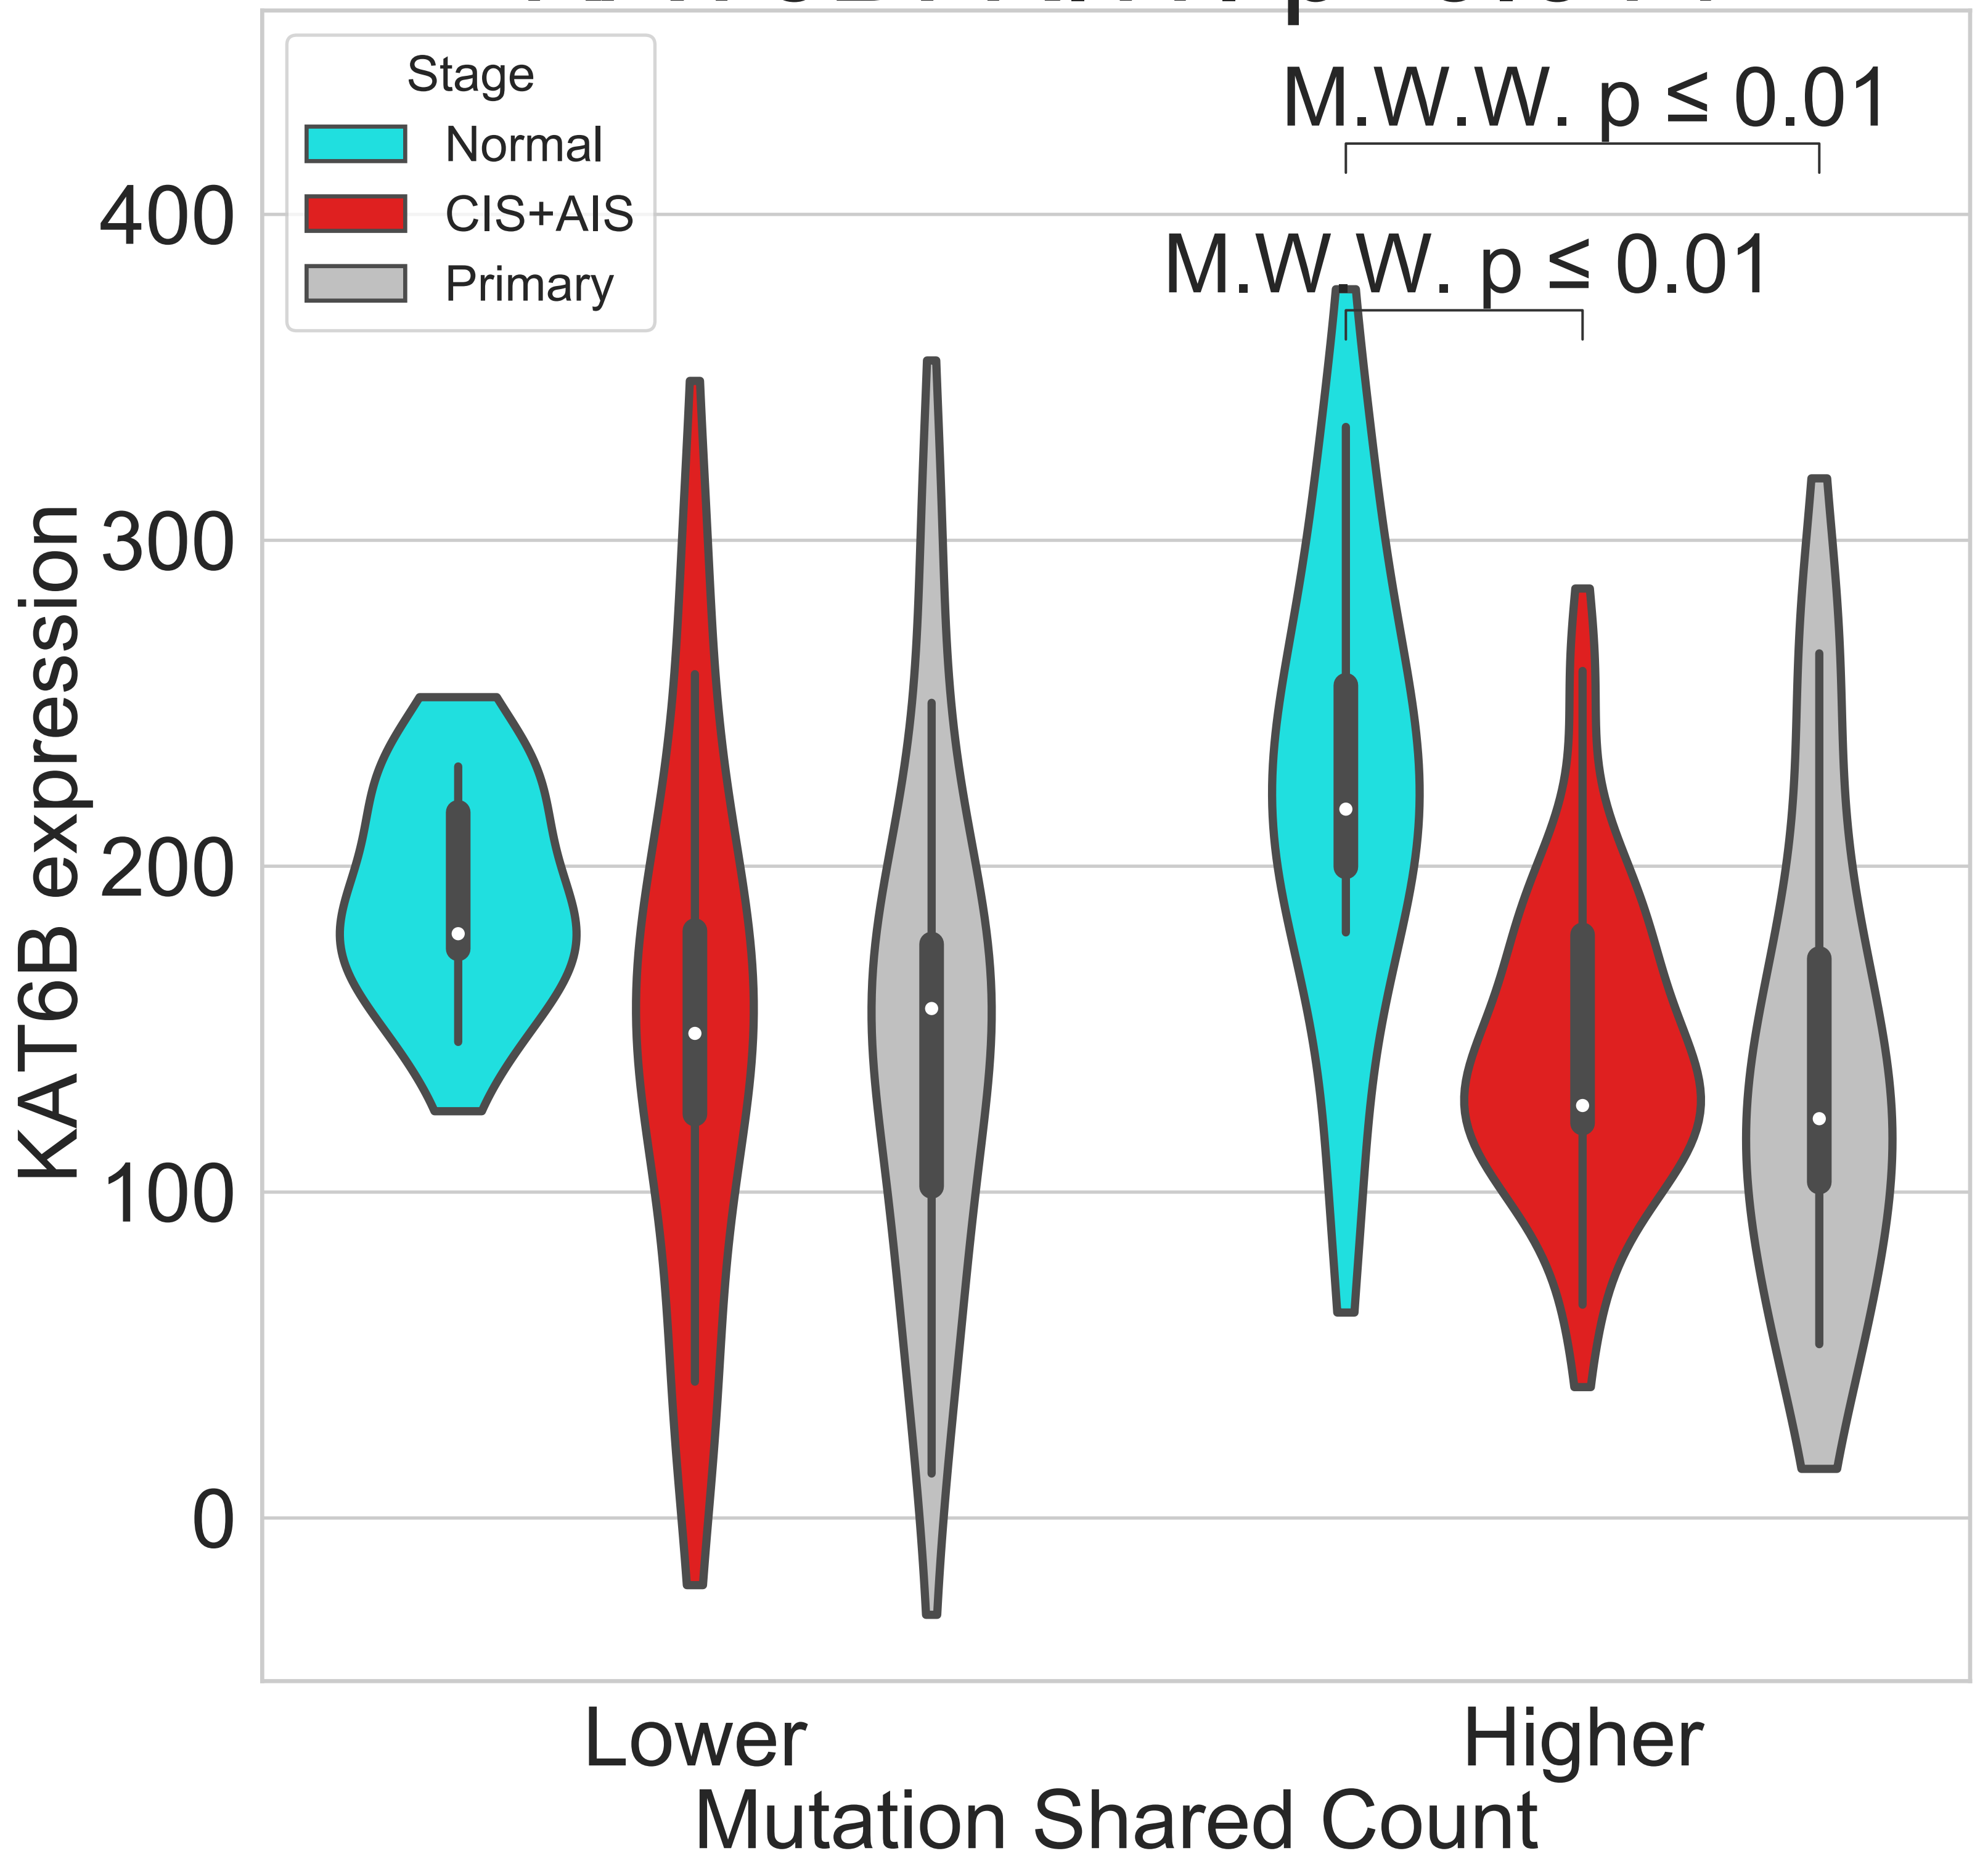 M.W.W. p ≤ 0.01
Stage
Normal
CIS+AIS
Primary
M.W.W. p ≤ 0.01
400
300
200
100
0
KAT6B expression
Lower
Higher
Mutation Shared Count